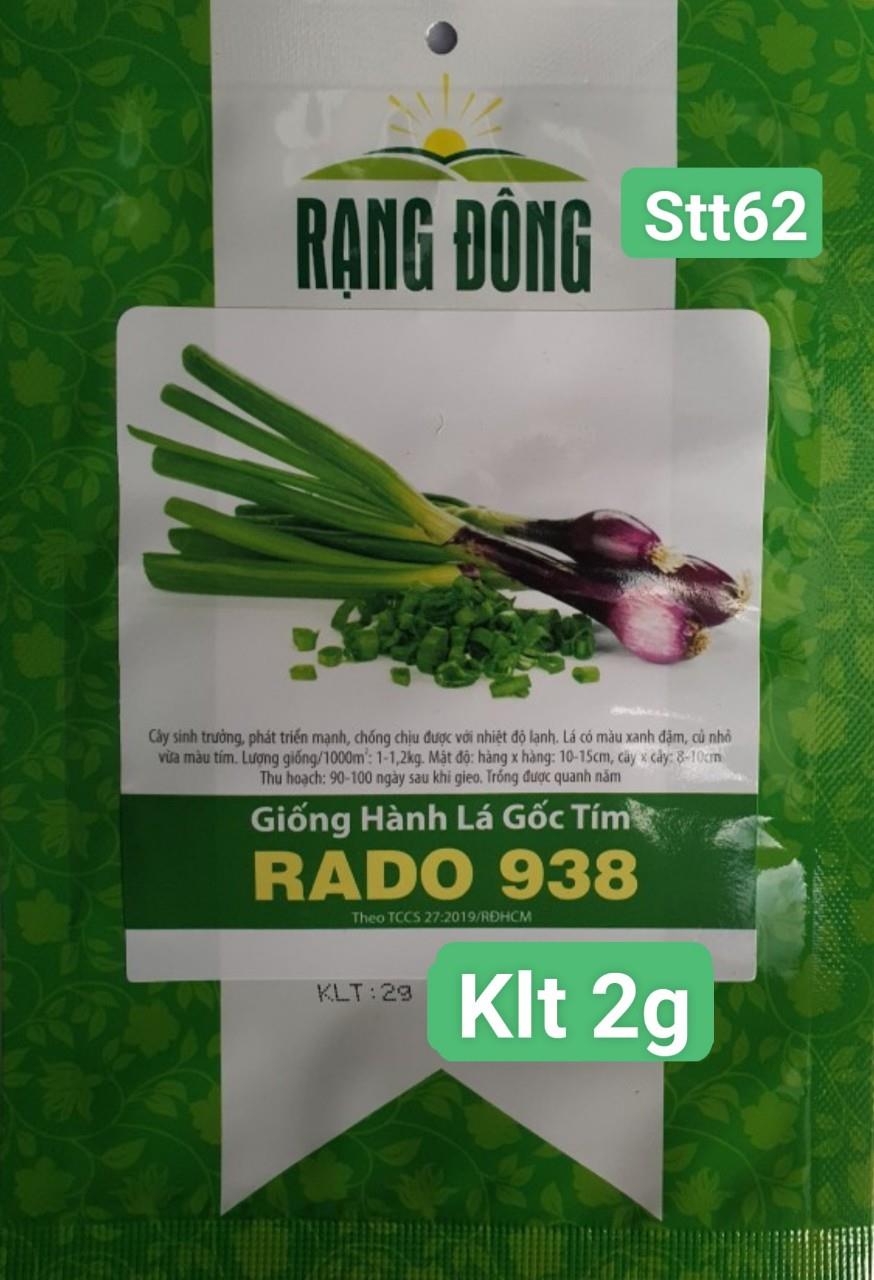 RẠNG ĐÔNG
Stt62
Cây sinh trưởng, phát triển mạnh, chống chịu được với nhiệt độ lạnh. Lá có màu xanh đậm, củ nhỏ
vừa màu tím. Lượng giống/1000m²: 1-1,2kg. Mật độ: hàng x hàng: 10-15cm, cây x cây: 8-10cm
Thu hoạch: 90-100 ngày sau khi gieo. Trồng được quanh năm
Giống Hành Lá Gốc Tím
RADO 938
Theo TCCS 27:2019/RĐHCM
KLT:2g
Klt 2g